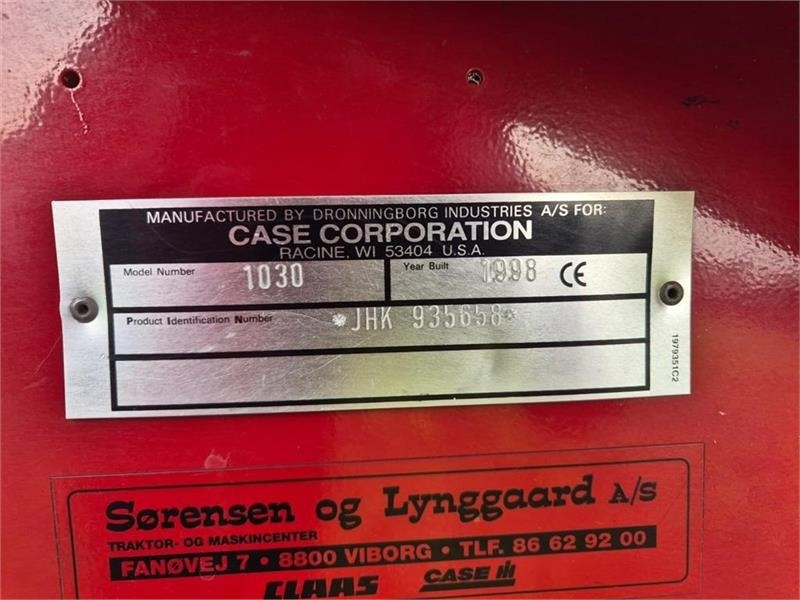 MANUFACTURED BY DRONNINGBORG INDUSTRIES A/S FOR:
CASE CORPORATION
RACINE, WI 53404 U.S.A.
Model Number 1030 Year Built 1998 CE
Product Identification Number *JHK 935658*
1979351C2
Sørensen og Lynggaard A/S
TRAKTOR- OG MASKINCENTER
FANØVEJ 7 • 8800 VIBORG • TLF. 86 62 92 00
CLAAS CASE IH